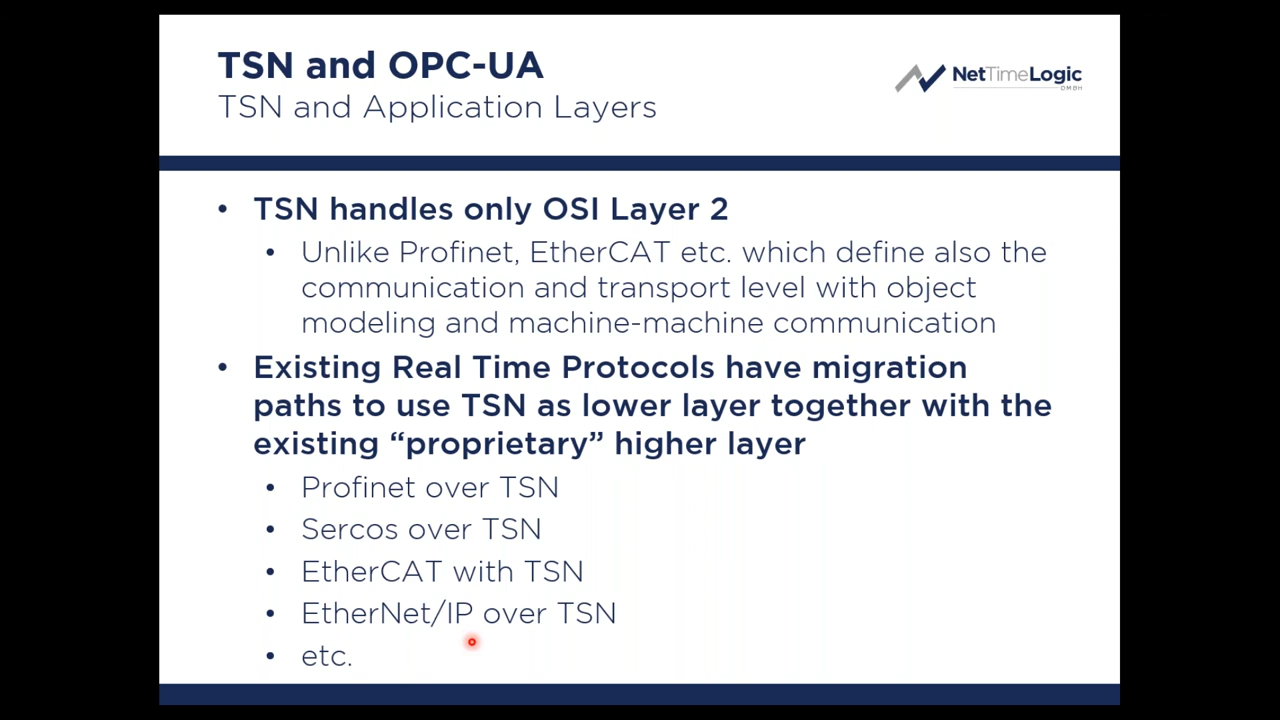 TSN and OPC-UA
TSN and Application Layers
NetTimeLogic
GMBH
• TSN handles only OSI Layer 2
• Unlike Profinet, EtherCAT etc. which define also the
communication and transport level with object
modeling and machine-machine communication
• Existing Real Time Protocols have migration
paths to use TSN as lower layer together with the
existing “proprietary” higher layer
• Profinet over TSN
• Sercos over TSN
• EtherCAT with TSN
• EtherNet/IP over TSN
• etc.